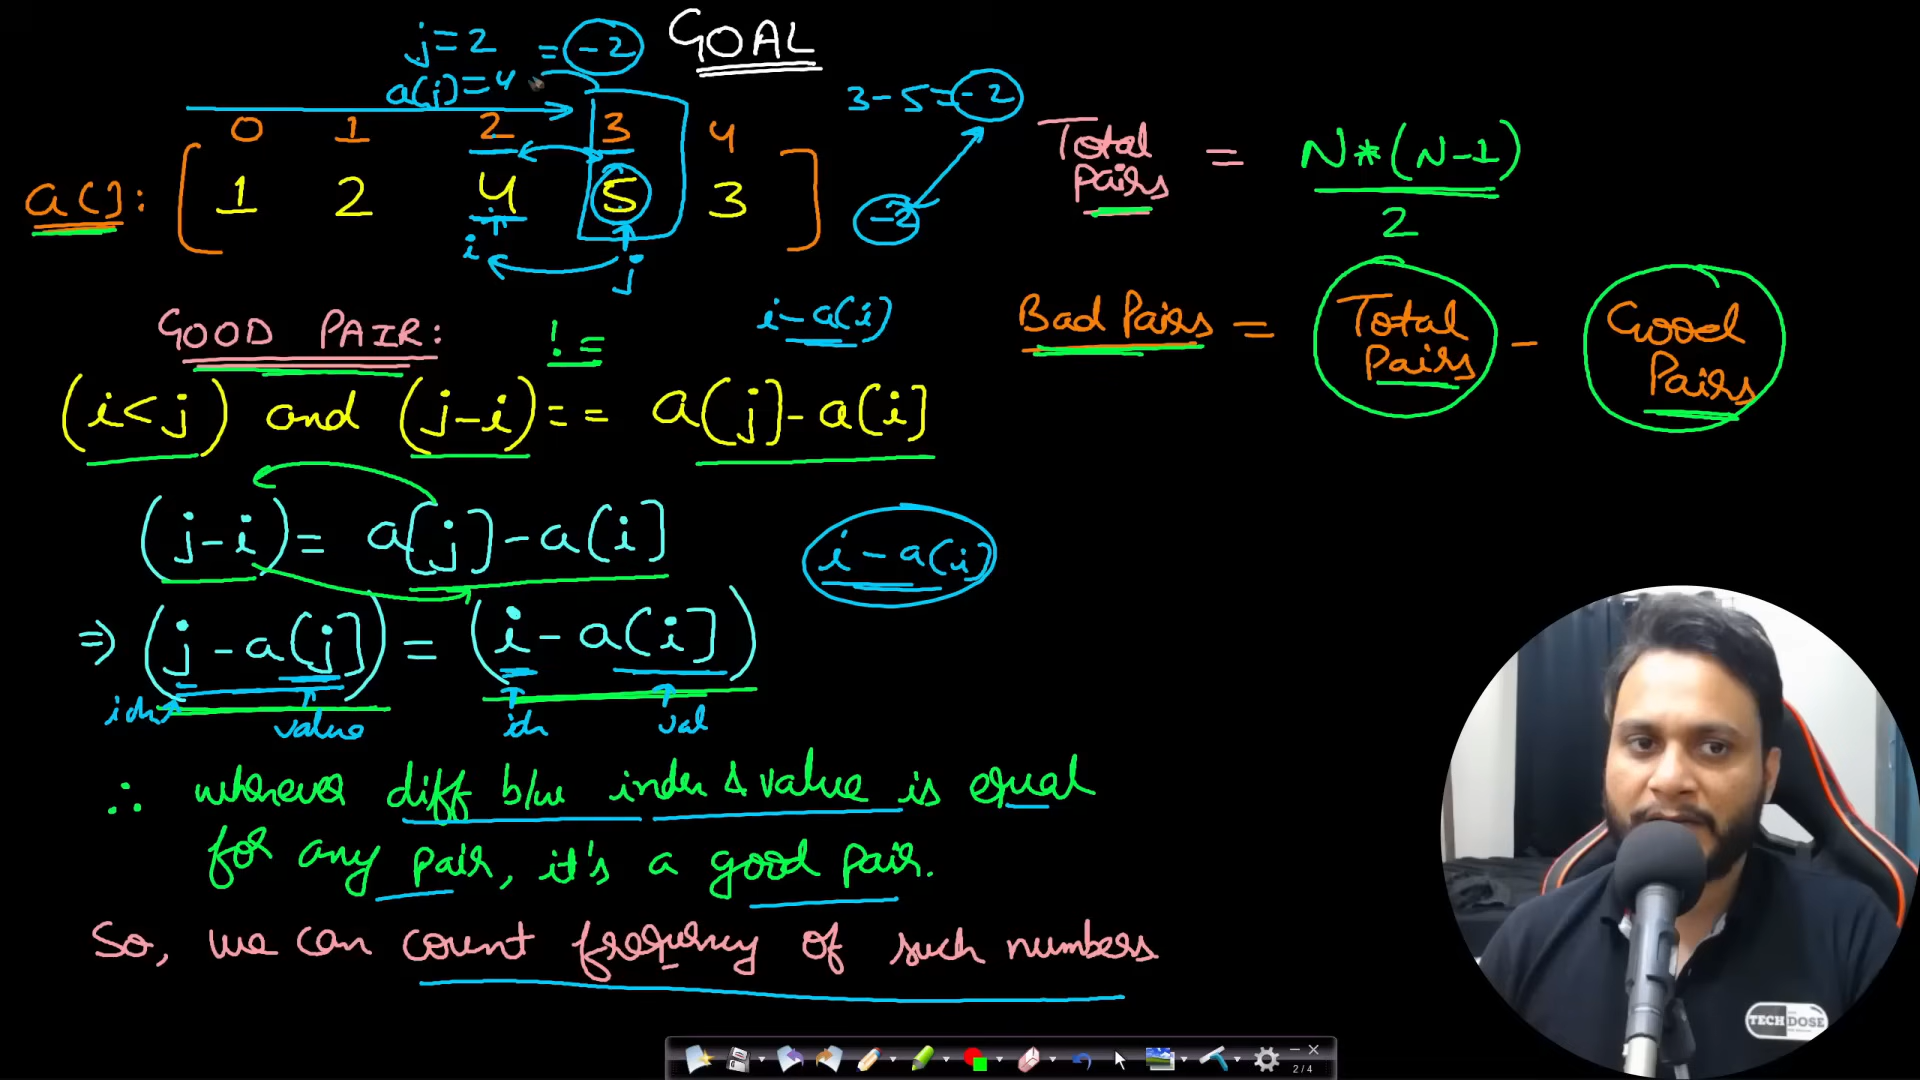 GOAL
j=2 = -2
a[j]=4
0 1 2 3 4
a[]: [ 1 2 4 5 3 ]
i j
3-5=-2
-2
Total Pairs = N*(N-1) / 2
Bad Pairs = Total Pairs - Good Pairs
GOOD PAIR: != i-a[i]
(i<j) and (j-i) == a[j]-a[i]
(j-i) = a[j]-a[i] i-a[i]
=> (j-a[j]) = (i-a[i])
idx value idx val
∴ whenever diff b/w index & value is equal
for any pair, it's a good pair.
So, we can count frequency of such numbers
TECH DOSE
2/4